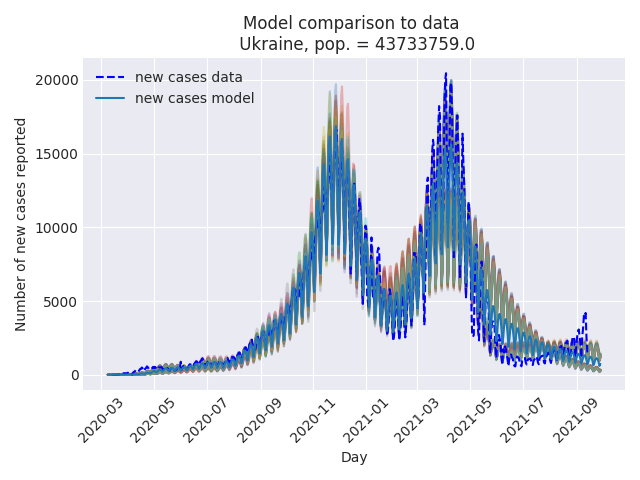 Model comparison to data
Ukraine, pop. = 43733759.0
new cases data
new cases model
Number of new cases reported
20000
15000
10000
5000
0
2020-03
2020-05
2020-07
2020-09
2020-11
2021-01
2021-03
2021-05
2021-07
2021-09
Day